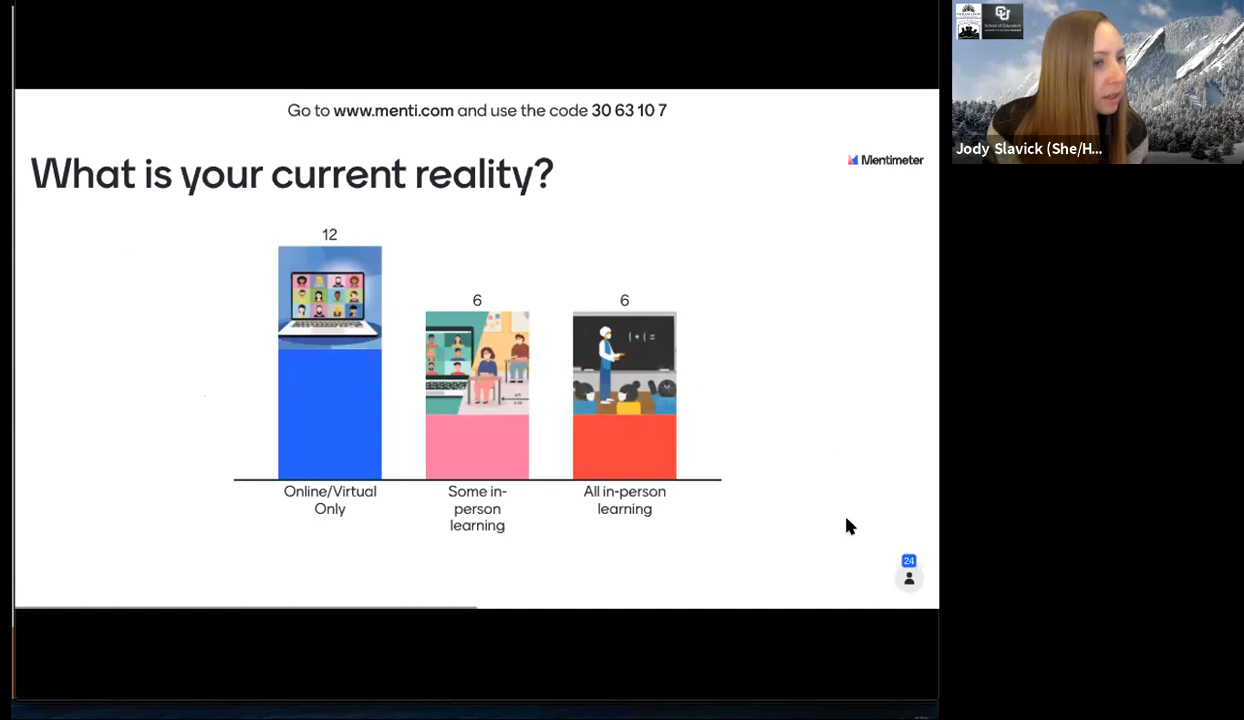 Go to www.menti.com and use the code 30 63 10 7
What is your current reality?
Mentimeter
12
6
6
Online/Virtual
Only
Some in-
person
learning
All in-person
learning
24
CU
Jody Slavick (She/H...